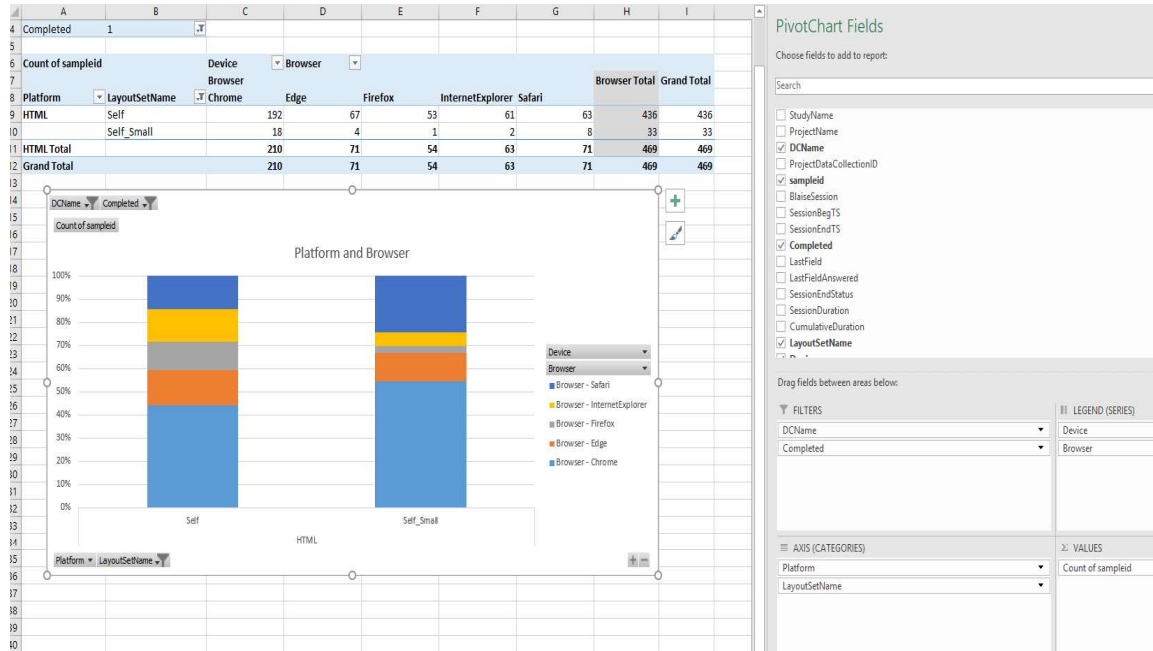 A B C D E F G H I
4 Completed 1
5
6 Count of sampleid Device Browser
7 Browser Browser Total Grand Total
8 Platform LayoutSetName Chrome Edge Firefox InternetExplorer Safari
9 HTML Self 192 67 53 61 63 436 436
10 Self_Small 18 4 1 2 8 33 33
11 HTML Total 210 71 54 63 71 469 469
12 Grand Total 210 71 54 63 71 469 469
13
14
15
16
17
18
19
20
21
22
23
24
25
26
27
28
29
30
31
32
33
34
35
36
37
38
39
40
DCName Completed
Count of sampleid
Platform and Browser
100%
90%
80%
70%
60%
50%
40%
30%
20%
10%
0%
Self Self_Small
HTML
Device
Browser
Browser - Safari
Browser - InternetExplorer
Browser - Firefox
Browser - Edge
Browser - Chrome
Platform LayoutSetName
PivotChart Fields
Choose fields to add to report:
Search
StudyName
ProjectName
DCName
ProjectDataCollectionID
sampleid
BlaiseSession
SessionBegTS
SessionEndTS
Completed
LastField
LastFieldAnswered
SessionEndStatus
SessionDuration
CumulativeDuration
LayoutSetName
Drag fields between areas below:
FILTERS
DCName
Completed
LEGEND (SERIES)
Device
Browser
AXIS (CATEGORIES)
Platform
LayoutSetName
Σ VALUES
Count of sampleid